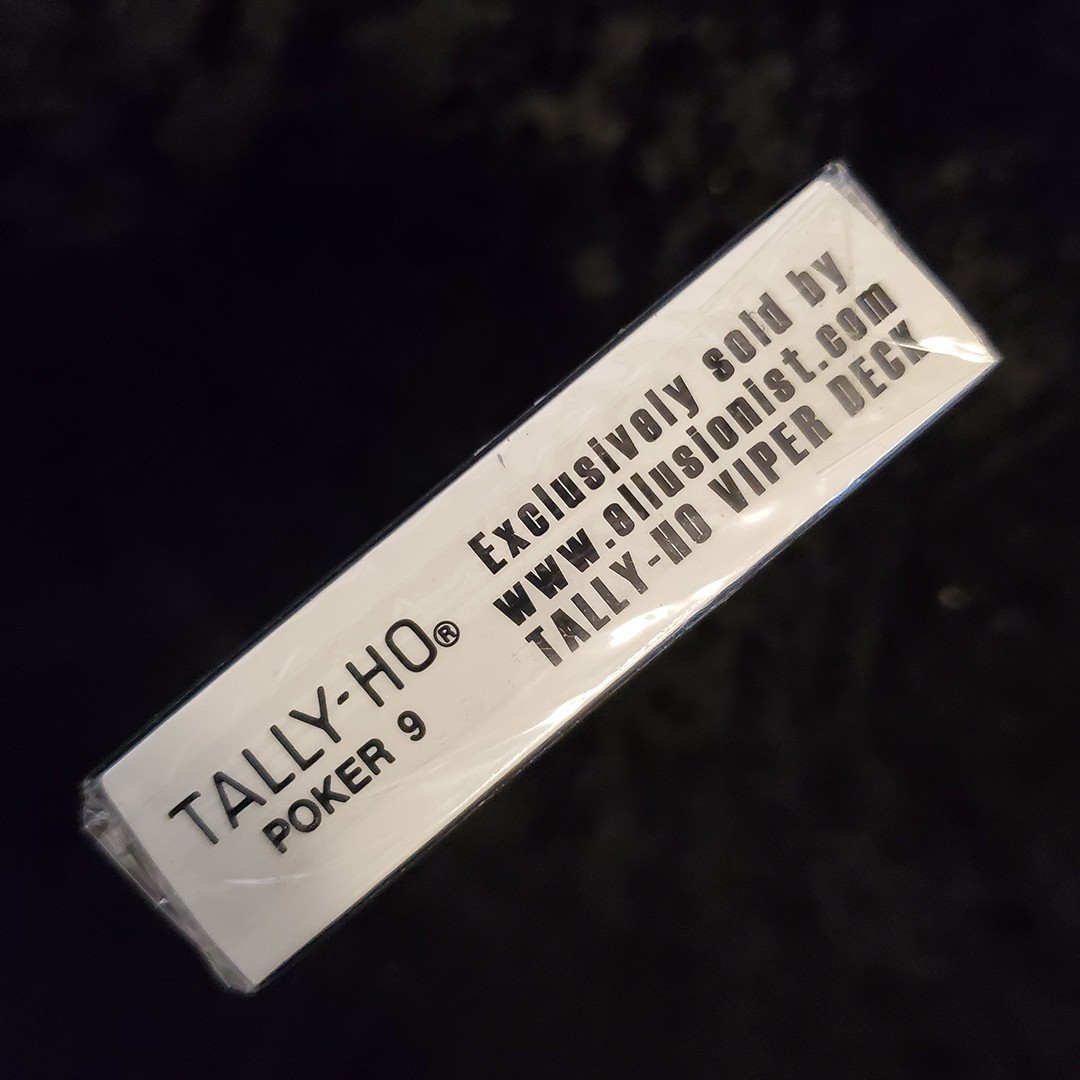 TALLY-HO®
POKER 9
Exclusively sold by
www.ellusionist.com
TALLY-HO VIPER DECK